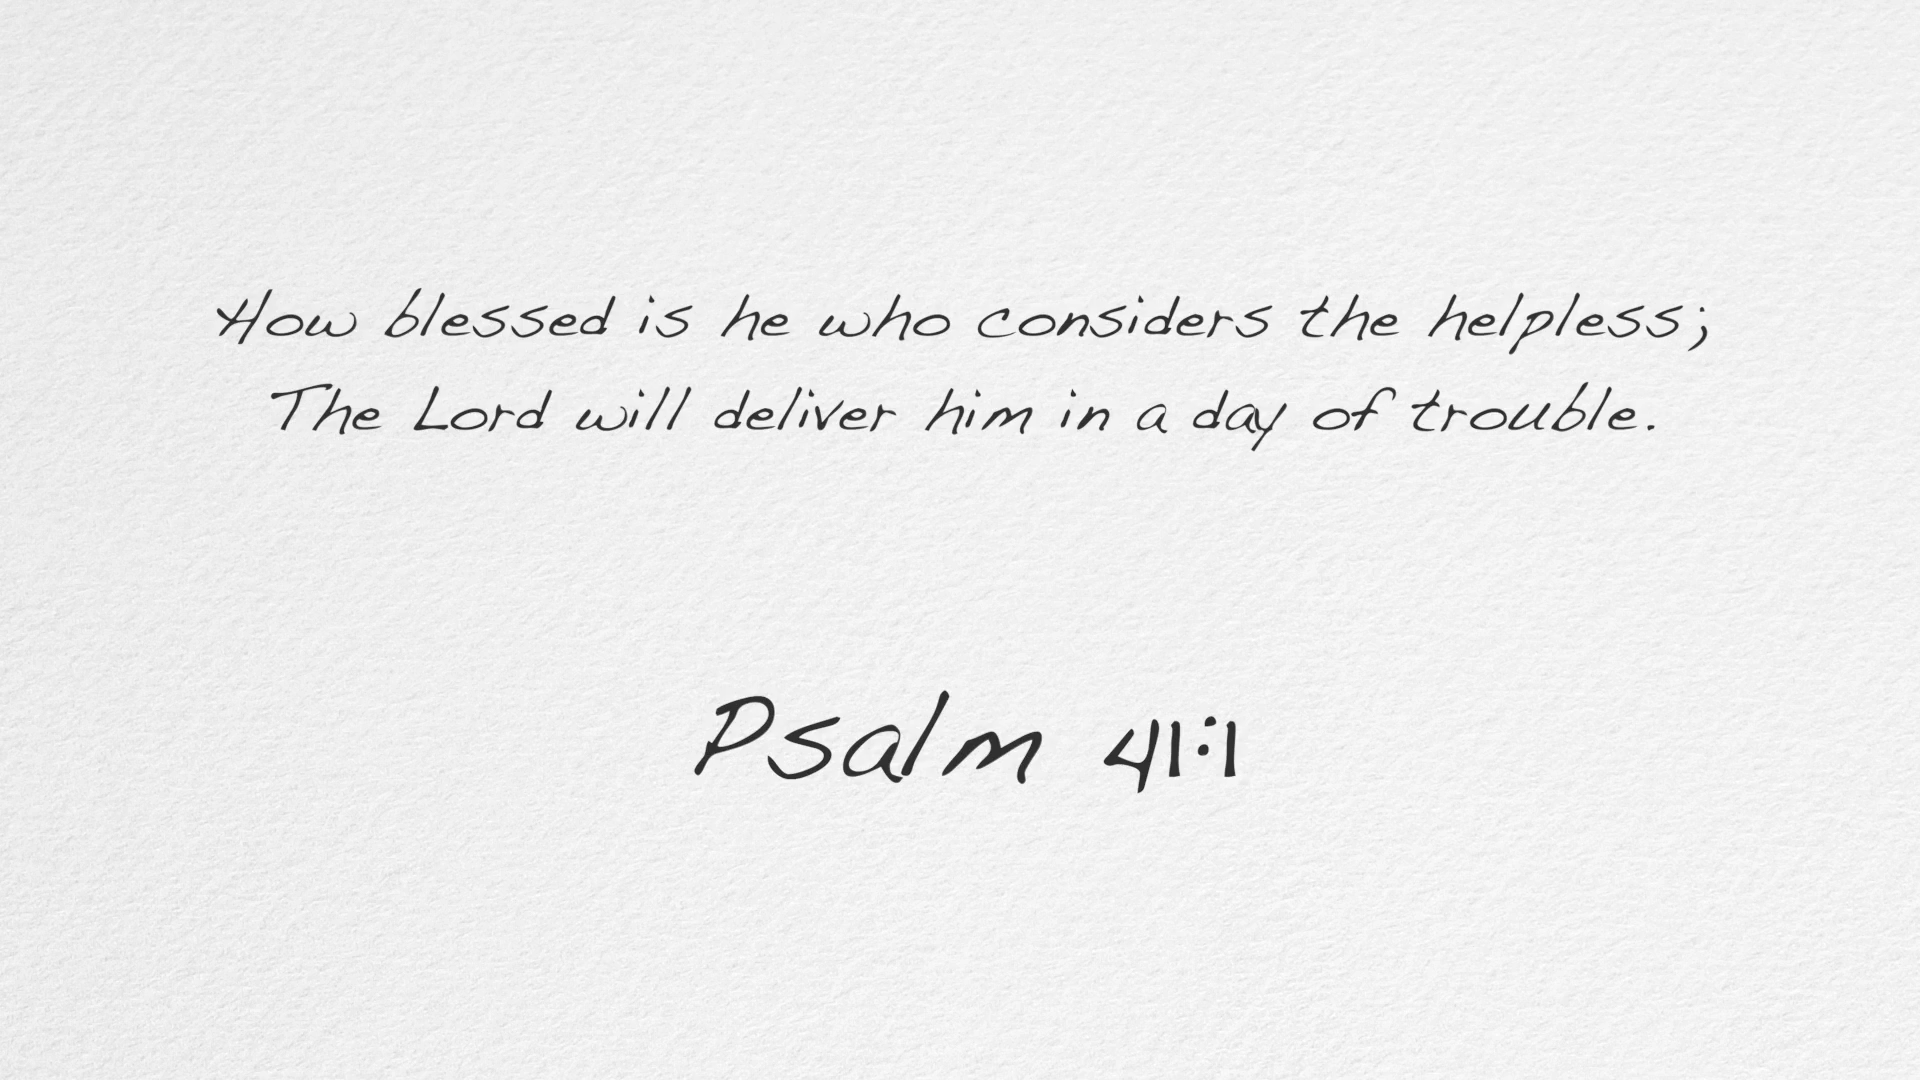 How blessed is he who considers the helpless;
The Lord will deliver him in a day of trouble.
Psalm 41:1